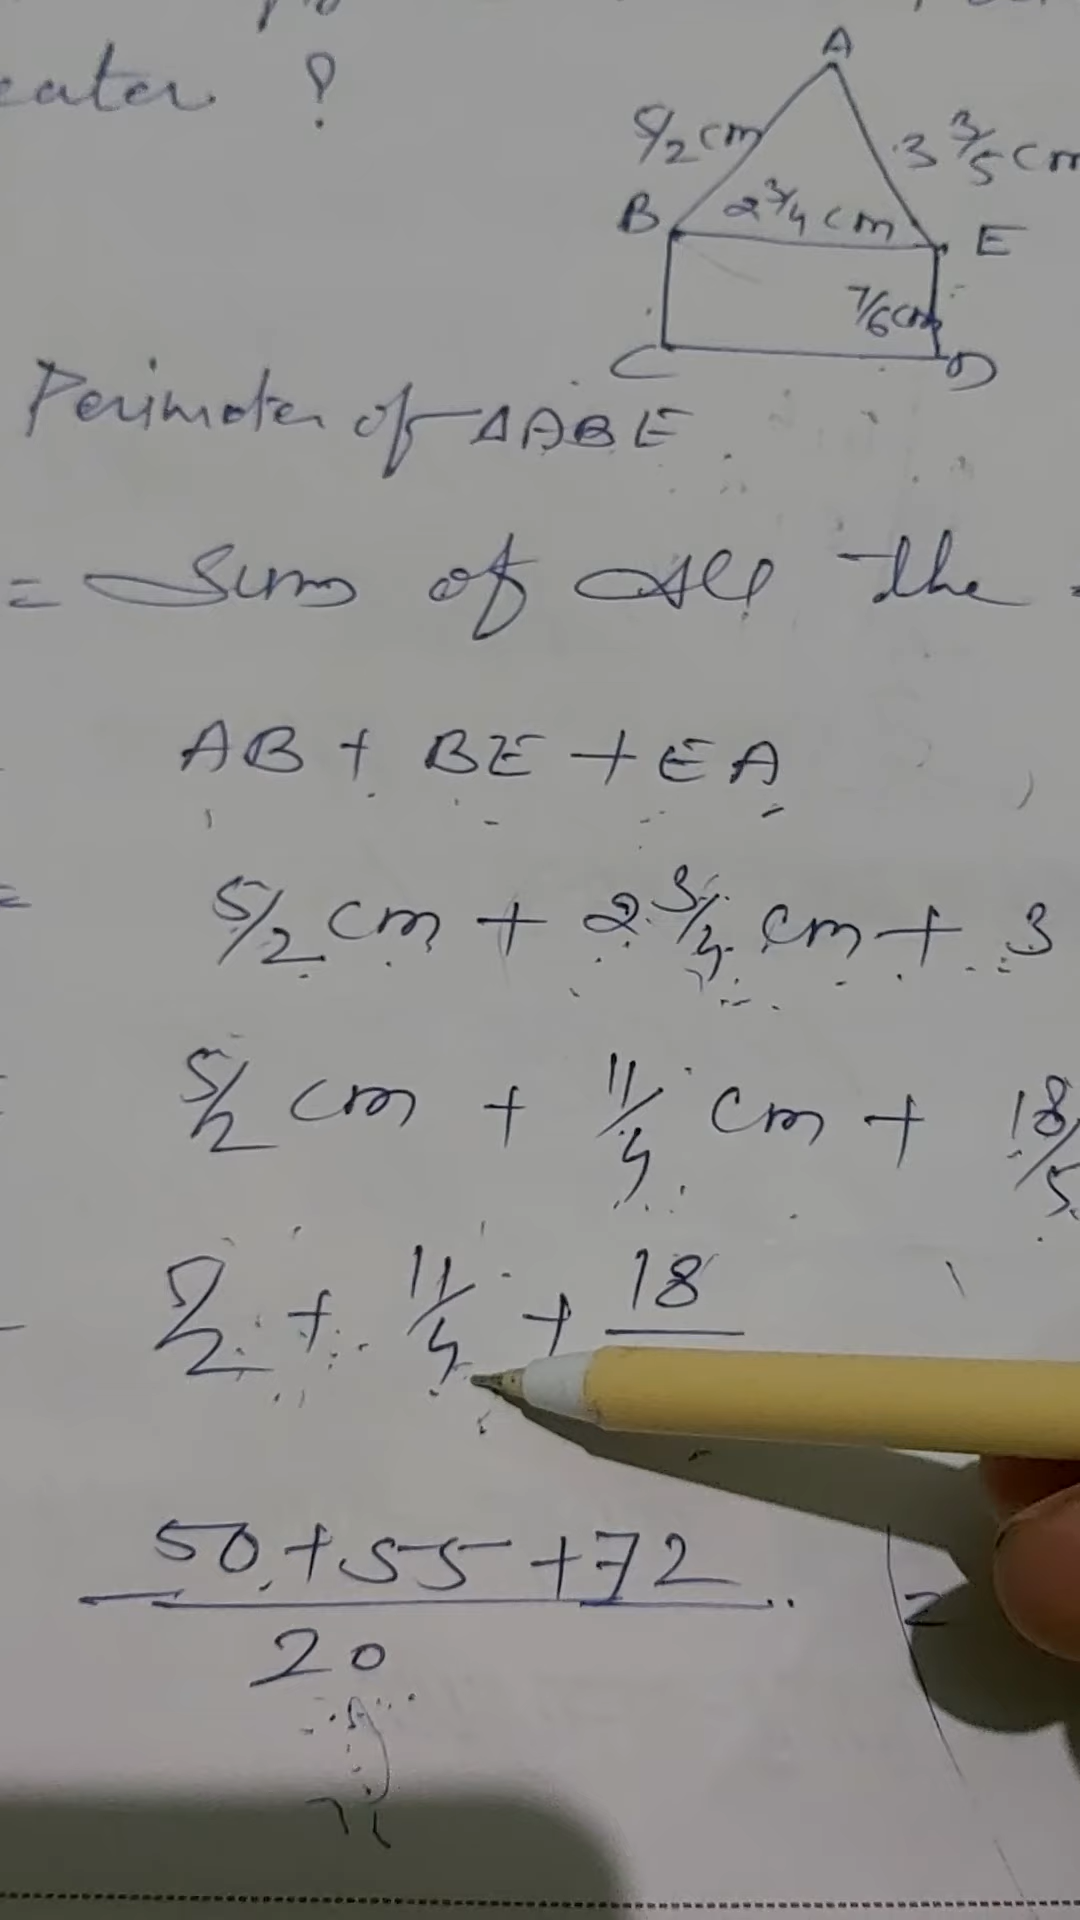 eater ?
A
5/2 cm
3 3/5 cm
B
2 3/4 cm
E
7/6 cm
C
D
Perimeter of △ABE
= Sum of All the
AB + BE + EA
= 5/2 cm + 2 3/4 cm + 3
= 5/2 cm + 11/4 cm + 18/5
5/2 + 11/4 + 18
50 + 55 + 72
20
2